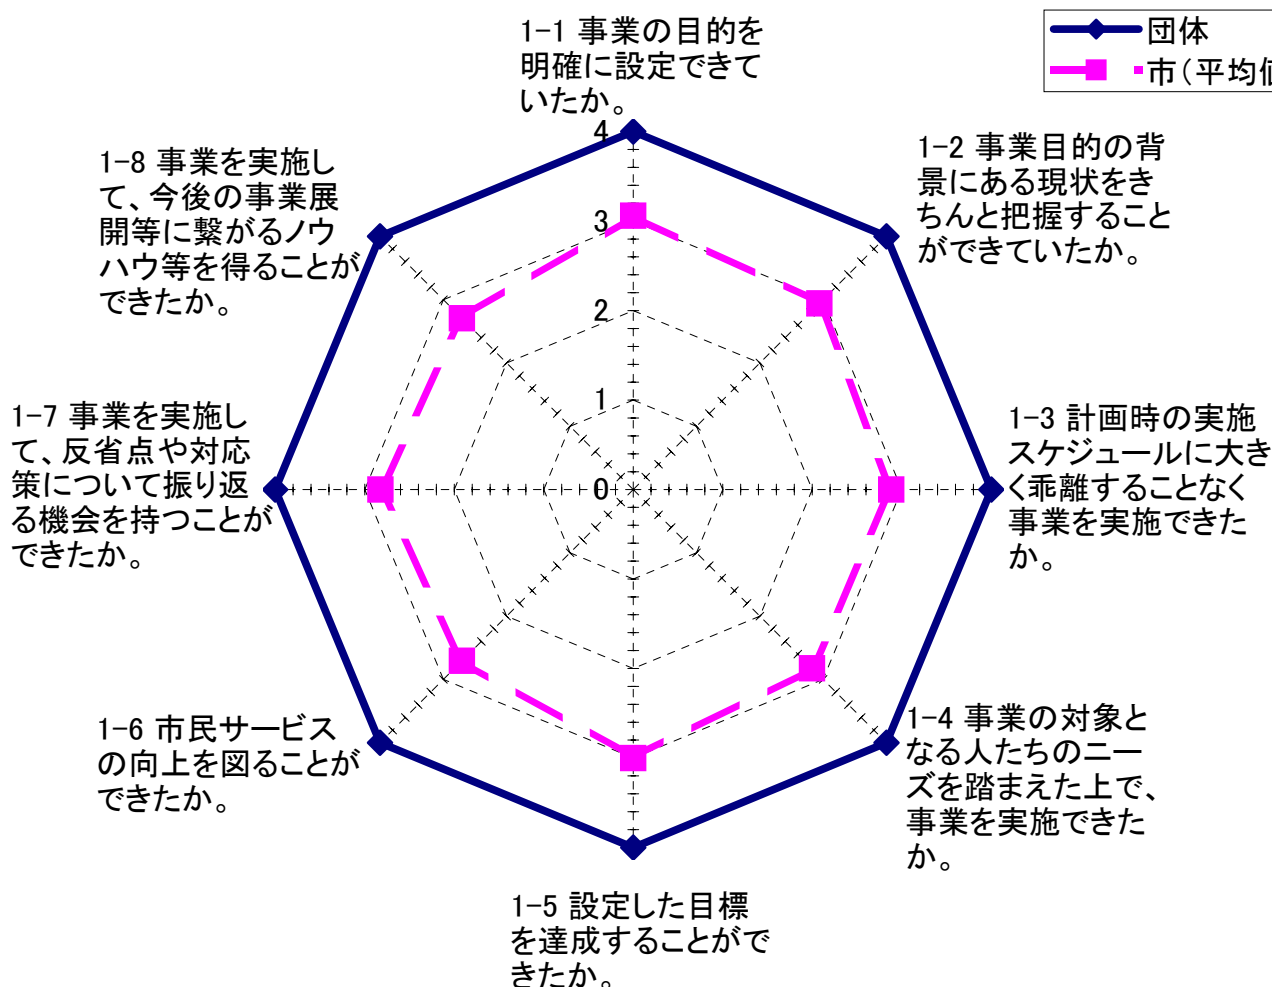 1-1 事業の目的を
明確に設定できて
いたか。
団体
市(平均値
1-2 事業目的の背
景にある現状をき
ちんと把握すること
ができていたか。
1-3 計画時の実施
スケジュールに大き
く乖離することなく
事業を実施できた
か。
1-4 事業の対象と
なる人たちのニー
ズを踏まえた上で、
事業を実施できた
か。
1-5 設定した目標
を達成することがで
きたか。
1-6 市民サービス
の向上を図ることが
できたか。
1-7 事業を実施し
て、反省点や対応
策について振り返
る機会を持つことが
できたか。
1-8 事業を実施し
て、今後の事業展
開等に繋がるノウ
ハウ等を得ることが
できたか。
4
3
2
1
0